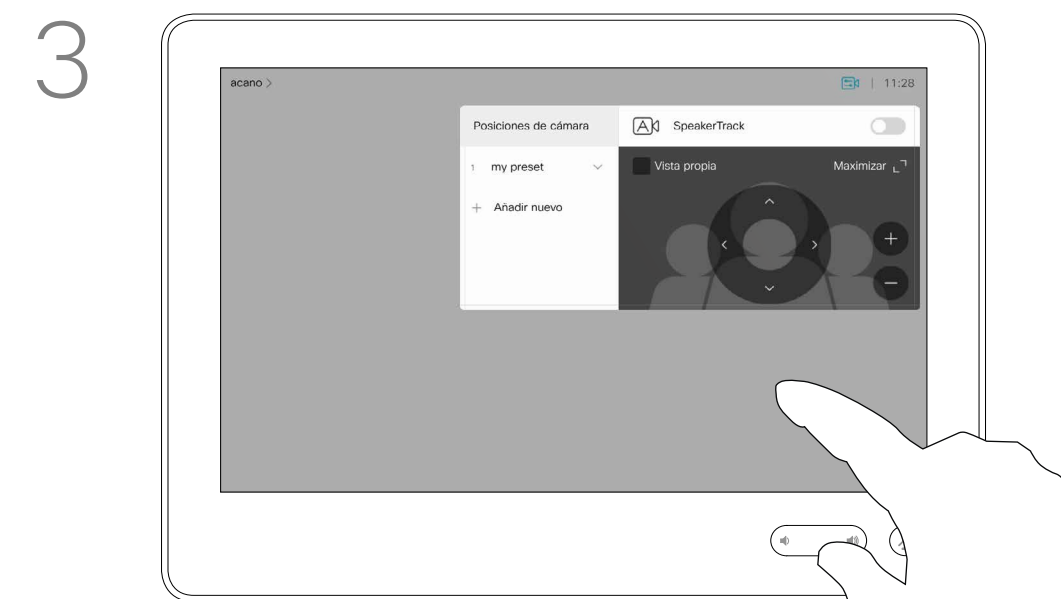 3
acano >
11:28
Posiciones de cámara
SpeakerTrack
1 my preset
Vista propia
Maximizar
+ Añadir nuevo